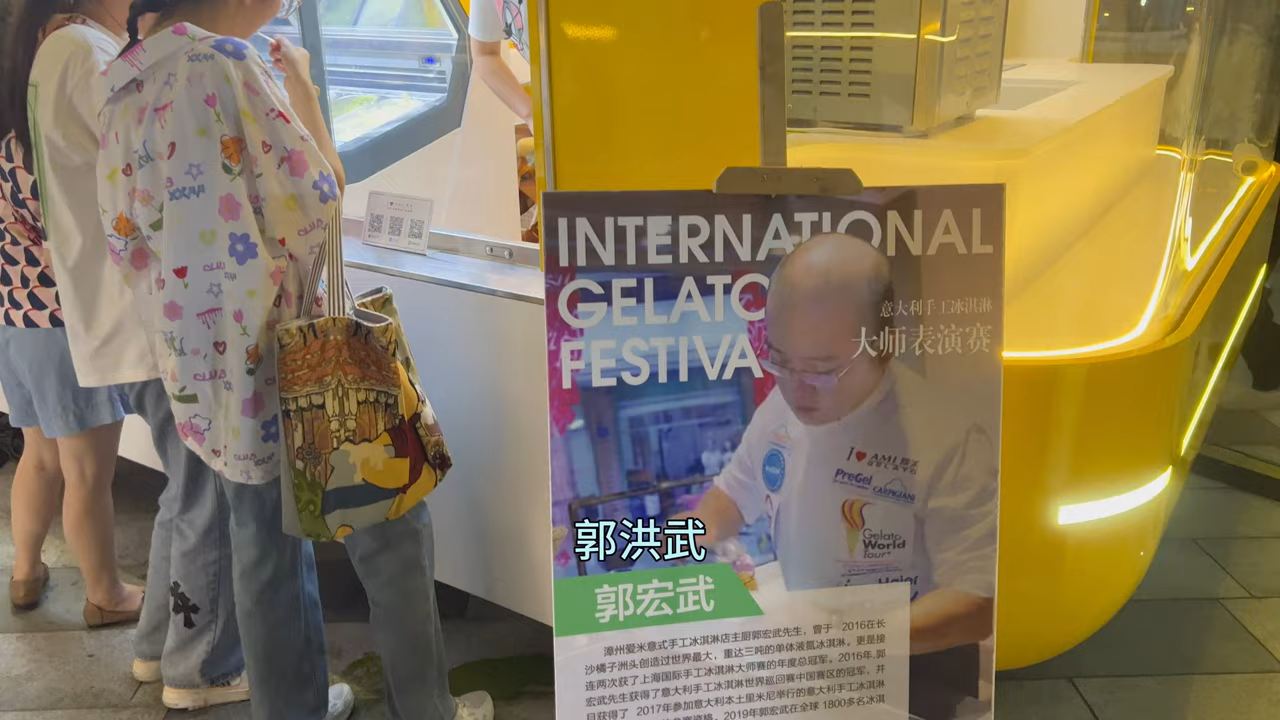 INTERNATIONAL
GELATO
FESTIVA
意大利手工冰淇淋
大师表演赛
I ♥ AMI
PreGel
CARPIGIANI
Gelato
World
Tour
Haier
郭洪武
郭宏武
漳州爱米意式手工冰淇淋店主厨郭宏武先生，曾于 2016在长
沙橘子洲头创造过世界最大，重达三吨的单体液氮冰淇淋。更是接
连两次获了上海国际手工冰淇淋大师赛的年度总冠军。2016年，郭
宏武先生获得了意大利手工冰淇淋世界巡回赛中国赛区的冠军，并
且获得了 2017年参加意大利本土里米尼举行的意大利手工冰淇淋
2019年郭宏武在全球 1800多名冰淇